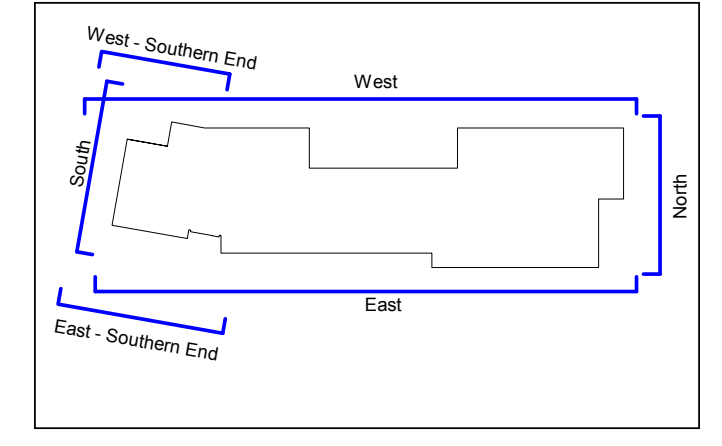 West - Southern End
West
South
North
East
East - Southern End